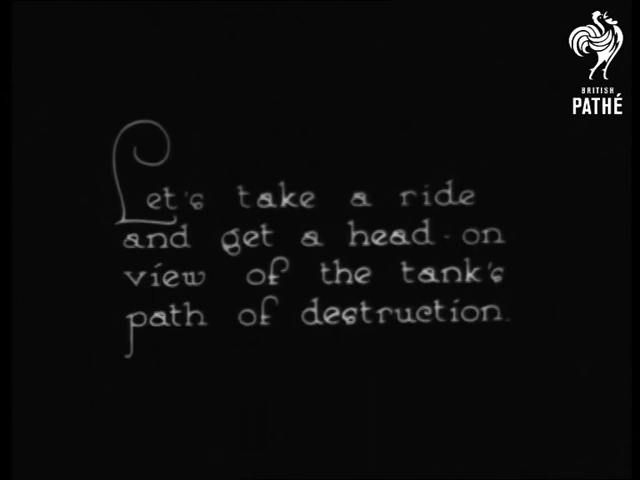 BRITISH
PATHÉ
Let's take a ride
and get a head-on
view of the tank's
path of destruction.